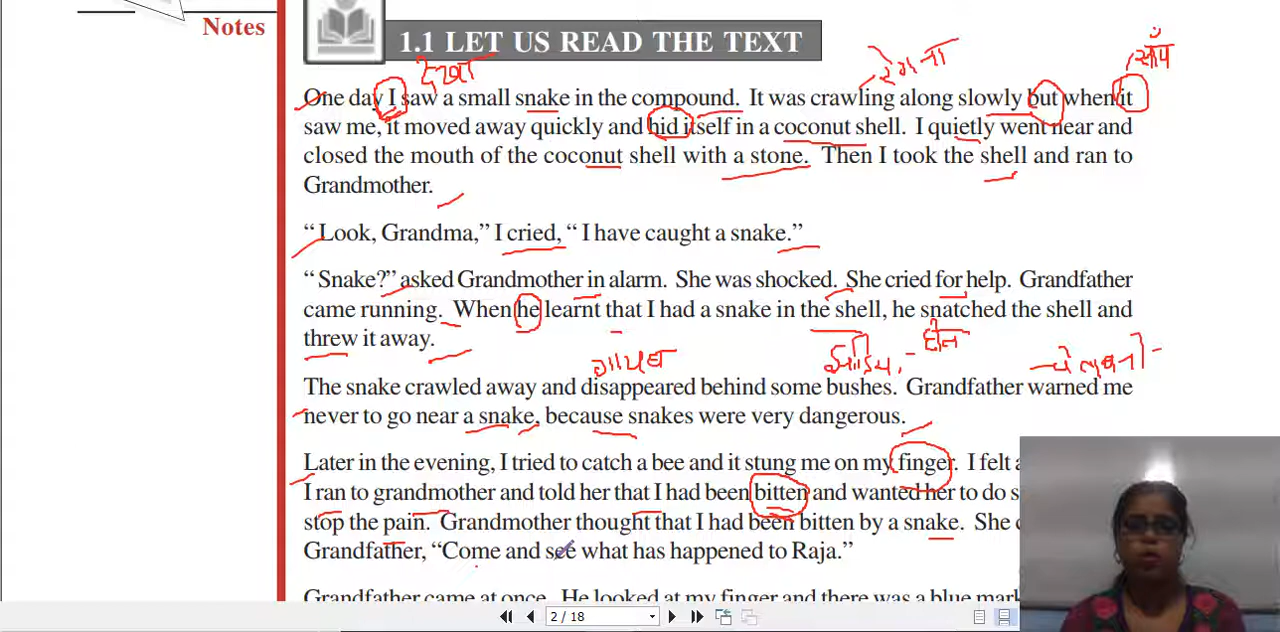 Notes
1.1 LET US READ THE TEXT
देखा
रेंगना
साँप
One day I saw a small snake in the compound. It was crawling along slowly but when it
saw me, it moved away quickly and hid itself in a coconut shell. I quietly went near and
closed the mouth of the coconut shell with a stone. Then I took the shell and ran to
Grandmother.
“Look, Grandma,” I cried, “ I have caught a snake.”
“Snake?” asked Grandmother in alarm. She was shocked. She cried for help. Grandfather
came running. When he learnt that I had a snake in the shell, he snatched the shell and
threw it away.
गायब
The snake crawled away and disappeared behind some bushes. Grandfather warned me
never to go near a snake, because snakes were very dangerous.
Later in the evening, I tried to catch a bee and it stung me on my finger. I felt
I ran to grandmother and told her that I had been bitten and wanted her to do
stop the pain. Grandmother thought that I had been bitten by a snake. She
Grandfather, “Come and see what has happened to Raja.”
Grandfather came at once. He looked at my finger and there was a blue mark
2 / 18